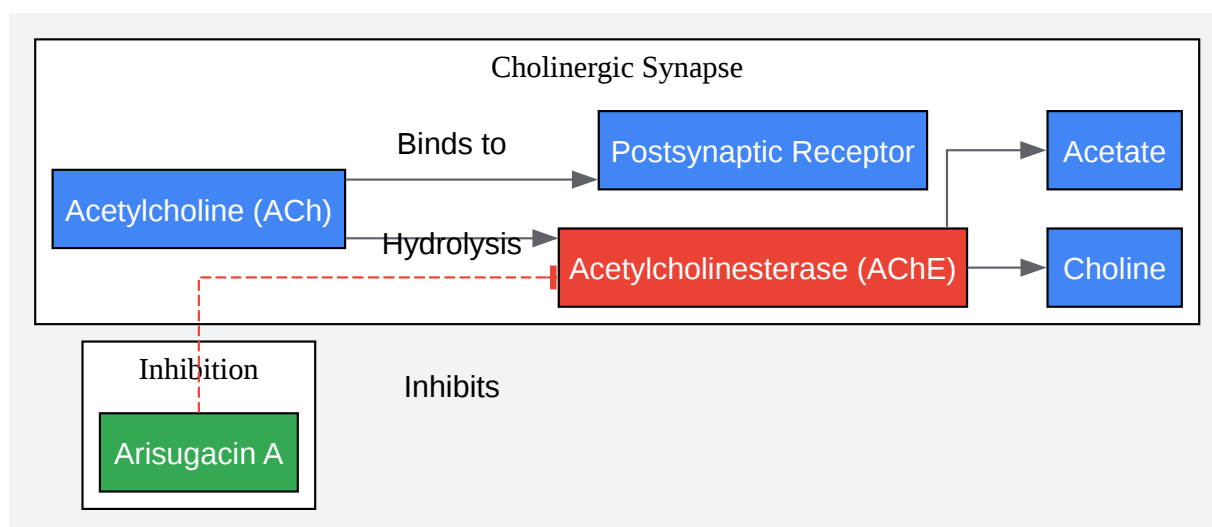 Cholinergic Synapse
Binds to
Postsynaptic Receptor
Acetate
Acetylcholine (ACh)
Hydrolysis
Acetylcholinesterase (AChE)
Choline
Inhibition
Inhibits
Arisugacin A